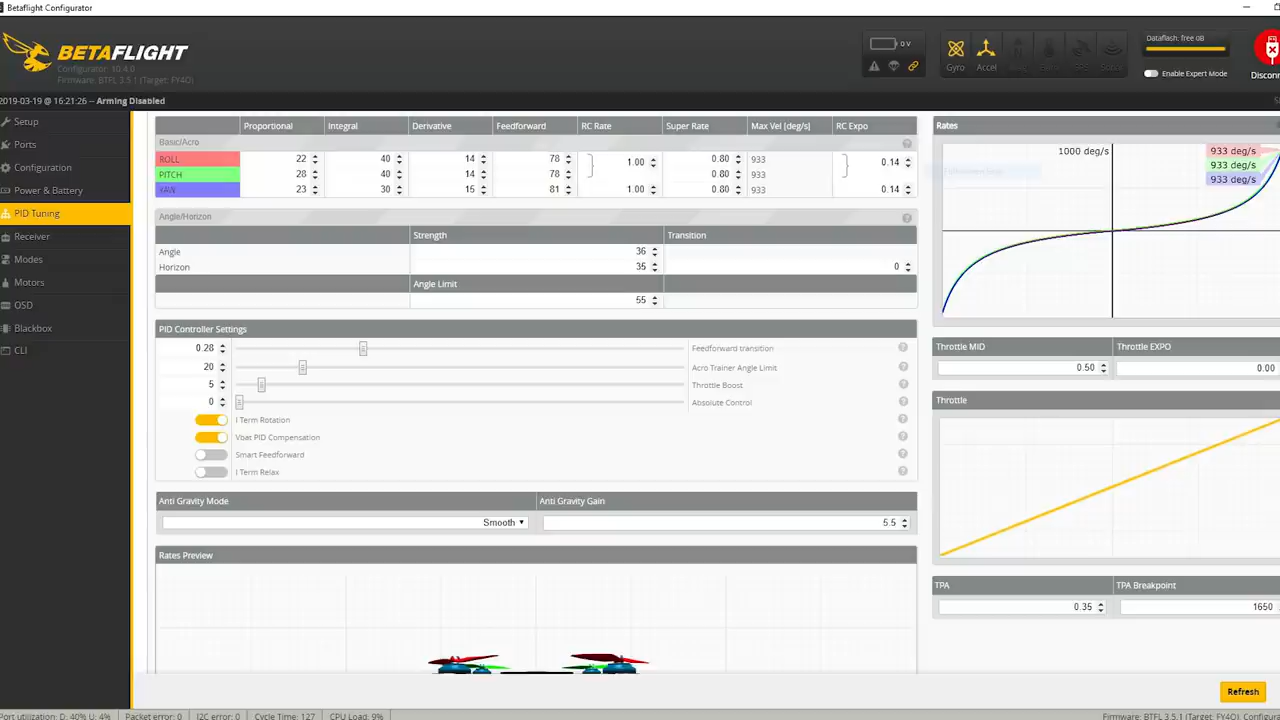 Betaflight Configurator
BETAFLIGHT
Configurator: 10.4.0
Firmware: BTFL 3.5.1 (Target: FY4O)
0 V
Gyro
Accel
Dataflash: free 0B
Enable Expert Mode
Disconn
2019-03-19 @ 16:21:26 -- Arming Disabled
Setup
Ports
Configuration
Power & Battery
PID Tuning
Receiver
Modes
Motors
OSD
Blackbox
CLI
Proportional Integral Derivative Feedforward RC Rate Super Rate Max Vel [deg/s] RC Expo
Basic/Acro
ROLL 22 40 14 78 1.00 0.80 933 0.14
PITCH 28 40 14 78 0.80 933
YAW 23 30 15 81 1.00 0.80 933 0.14
Angle/Horizon
Strength Transition
Angle 36
Horizon 35 0
Angle Limit
55
PID Controller Settings
0.28 Feedforward transition
20 Acro Trainer Angle Limit
5 Throttle Boost
0 Absolute Control
I Term Rotation
Vbat PID Compensation
Smart Feedforward
I Term Relax
Anti Gravity Mode Anti Gravity Gain
Smooth 5.5
Rates Preview
Rates
1000 deg/s
933 deg/s
933 deg/s
933 deg/s
Throttle MID Throttle EXPO
0.50 0.00
Throttle
TPA TPA Breakpoint
0.35 1650
Refresh
Port utilization: D: 40% U: 4% Packet error: 0 I2C error: 0 Cycle Time: 127 CPU Load: 9%
Firmware: BTFL 3.5.1 (Target: FY4O), Configura